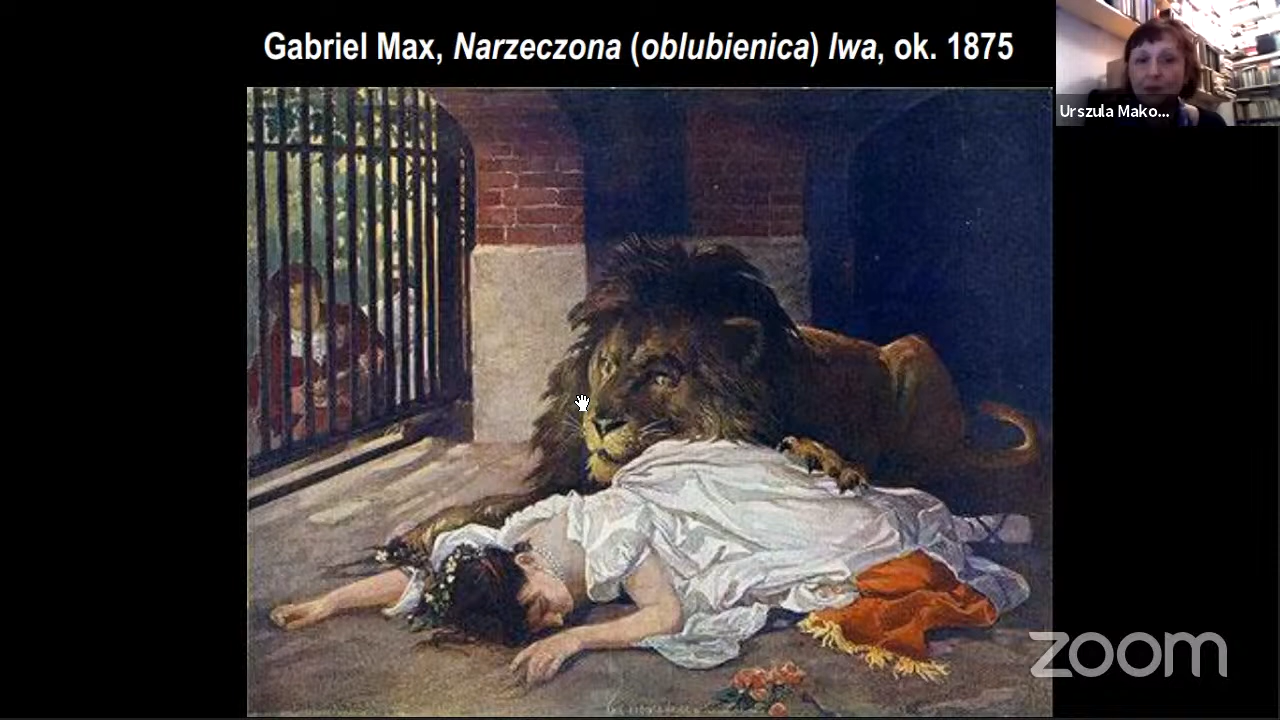 Gabriel Max, Narzeczona (oblubienica) lwa, ok. 1875
Urszula Mako...
zoom